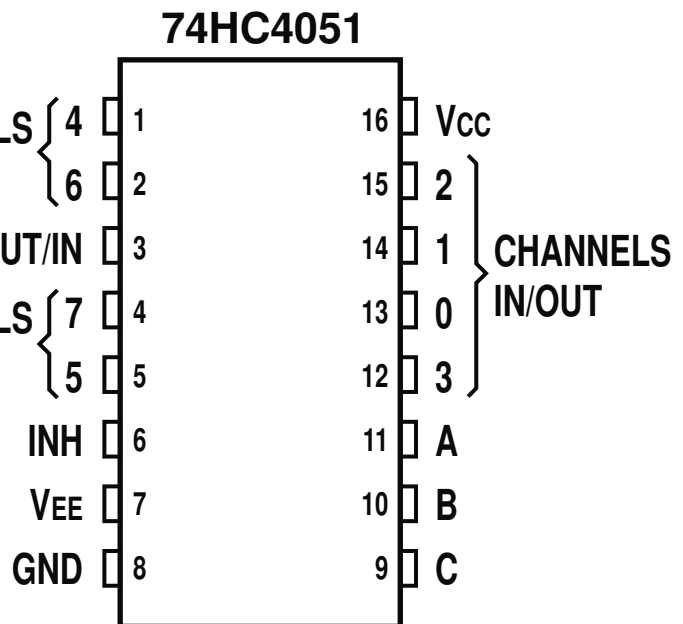 74HC4051
LS 4 1 16 VCC
6 2 15 2
UT/IN 3 14 1 CHANNELS
LS 7 4 13 0 IN/OUT
5 5 12 3
INH 6 11 A
VEE 7 10 B
GND 8 9 C